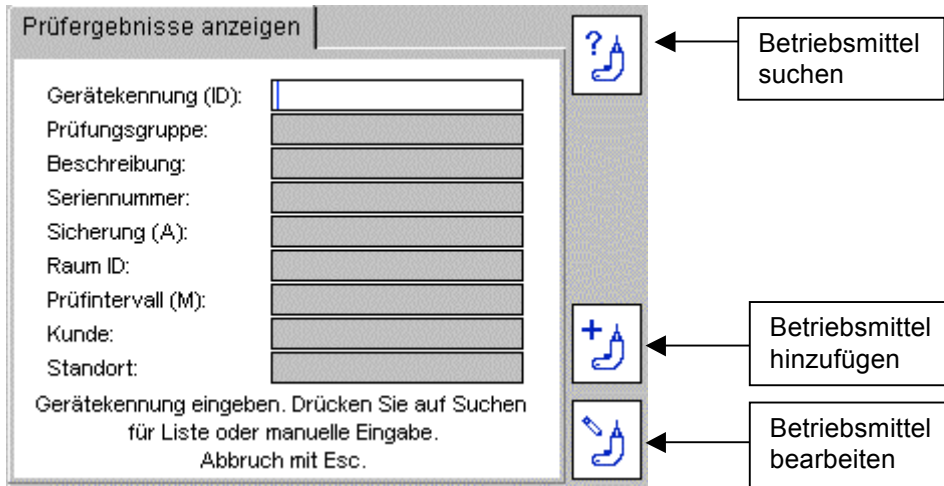 Prüfergebnisse anzeigen
Gerätekennung (ID):
Prüfungsgruppe:
Beschreibung:
Seriennummer:
Sicherung (A):
Raum ID:
Prüfintervall (M):
Kunde:
Standort:
Gerätekennung eingeben. Drücken Sie auf Suchen
für Liste oder manuelle Eingabe.
Abbruch mit Esc.
?
Betriebsmittel
suchen
+
Betriebsmittel
hinzufügen
Betriebsmittel
bearbeiten